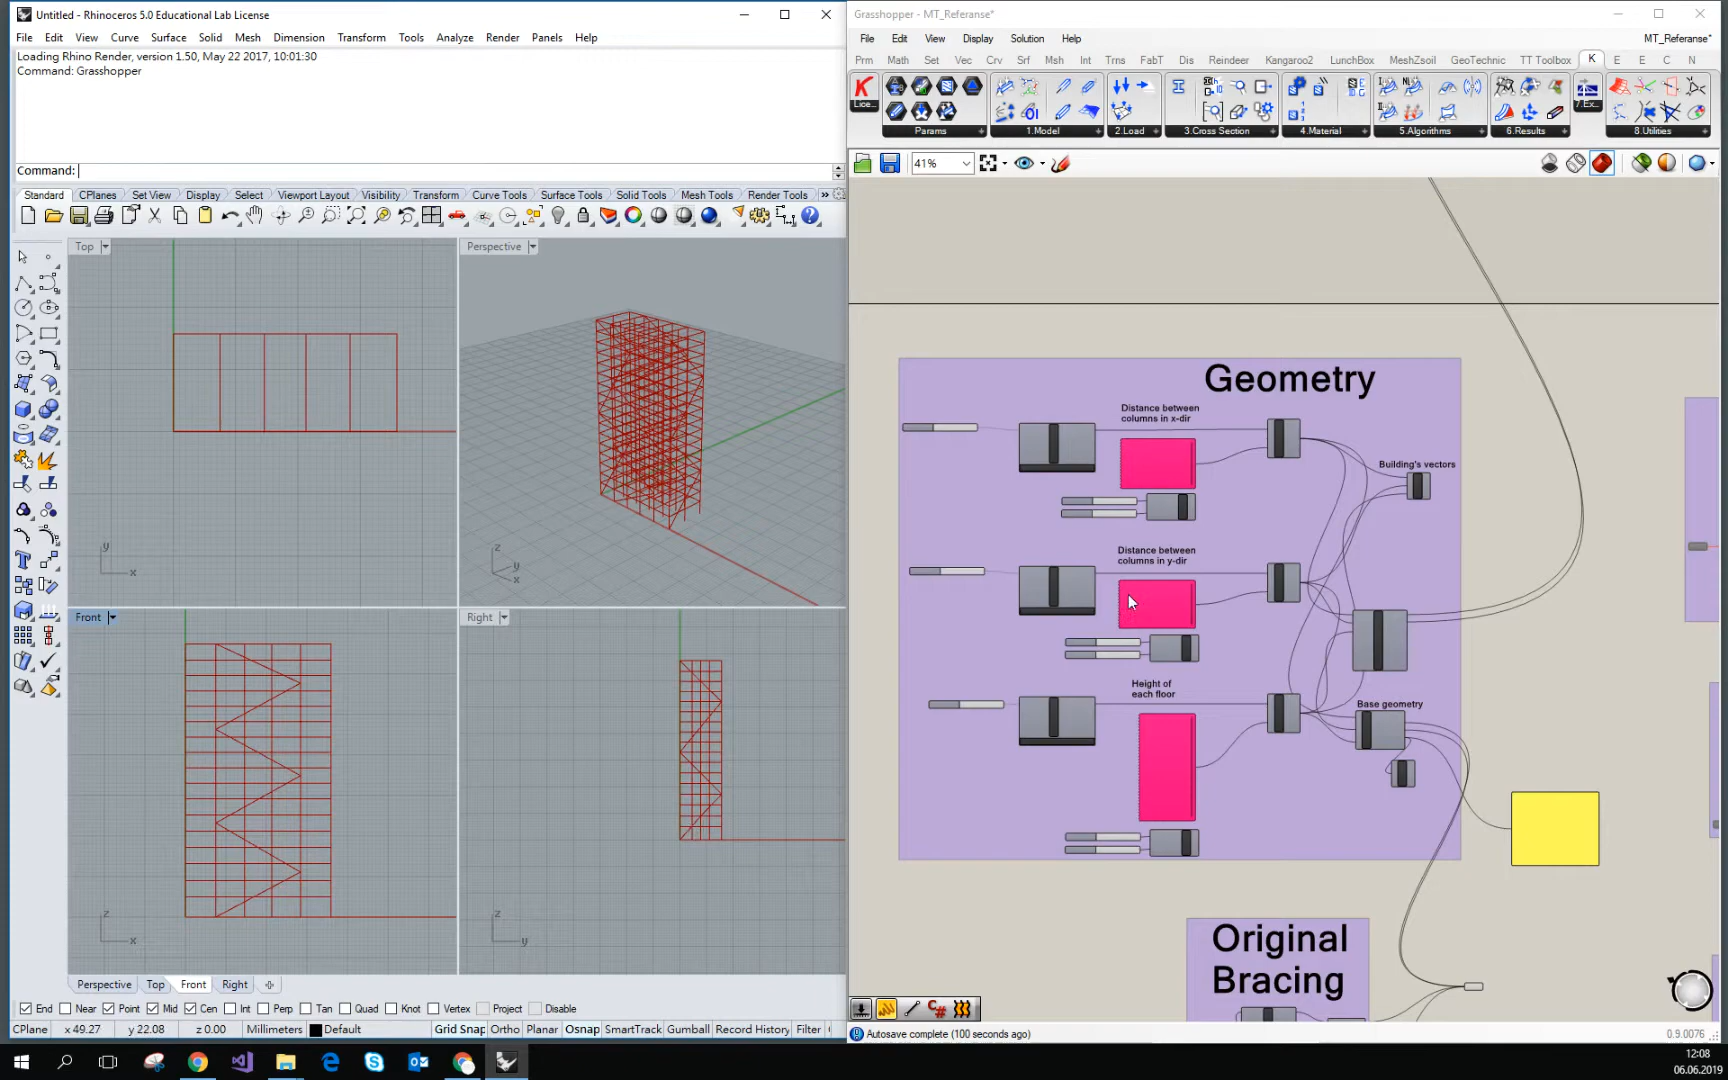 Untitled - Rhinoceros 5.0 Educational Lab License
File Edit View Curve Surface Solid Mesh Dimension Transform Tools Analyze Render Panels Help
Loading Rhino Render, version 1.50, May 22 2017, 10:01:30
Command: Grasshopper
Command:
Standard CPlanes Set View Display Select Viewport Layout Visibility Transform Curve Tools Surface Tools Solid Tools Mesh Tools Render Tools
Top
Perspective
y
x
z
y
x
Front
Right
z
x
z
y
Perspective Top Front Right
End Near Point Mid Cen Int Perp Tan Quad Knot Vertex Project Disable
CPlane x 49.27 y 22.08 z 0.00 Millimeters Default Grid Snap Ortho Planar Osnap SmartTrack Gumball Record History Filter
Grasshopper - MT_Referanse*
File Edit View Display Solution Help
MT_Referanse*
Prm Math Set Vec Crv Srf Msh Int Trns FabT Dis Reindeer Kangaroo2 LunchBox MeshZsoil GeoTechnic TT Toolbox K E E C N
Lice...
7.Ex...
Params 1.Model 2.Load 3.Cross Section 4.Material 5.Algorithms 6.Results 8.Utilities
41%
Geometry
Distance between
columns in x-dir
Building's vectors
Distance between
columns in y-dir
Height of
each floor
Base geometry
Original
Bracing
Autosave complete (100 seconds ago)
0.9.0076
12:08
06.06.2019